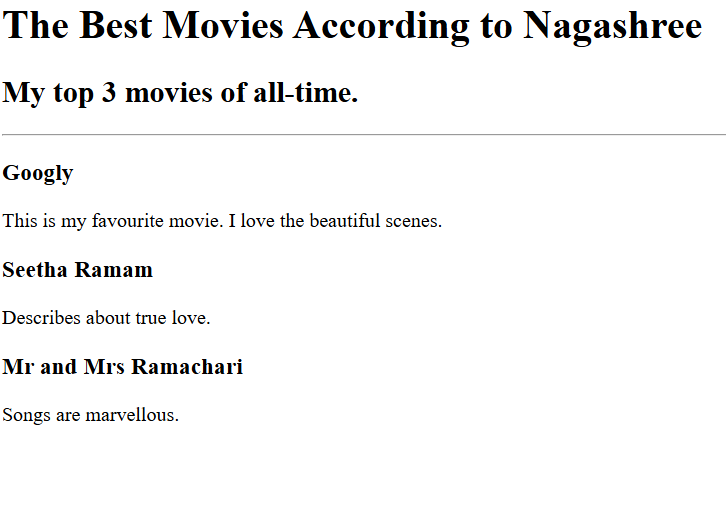 The Best Movies According to Nagashree
My top 3 movies of all-time.
Googly
This is my favourite movie. I love the beautiful scenes.
Seetha Ramam
Describes about true love.
Mr and Mrs Ramachari
Songs are marvellous.